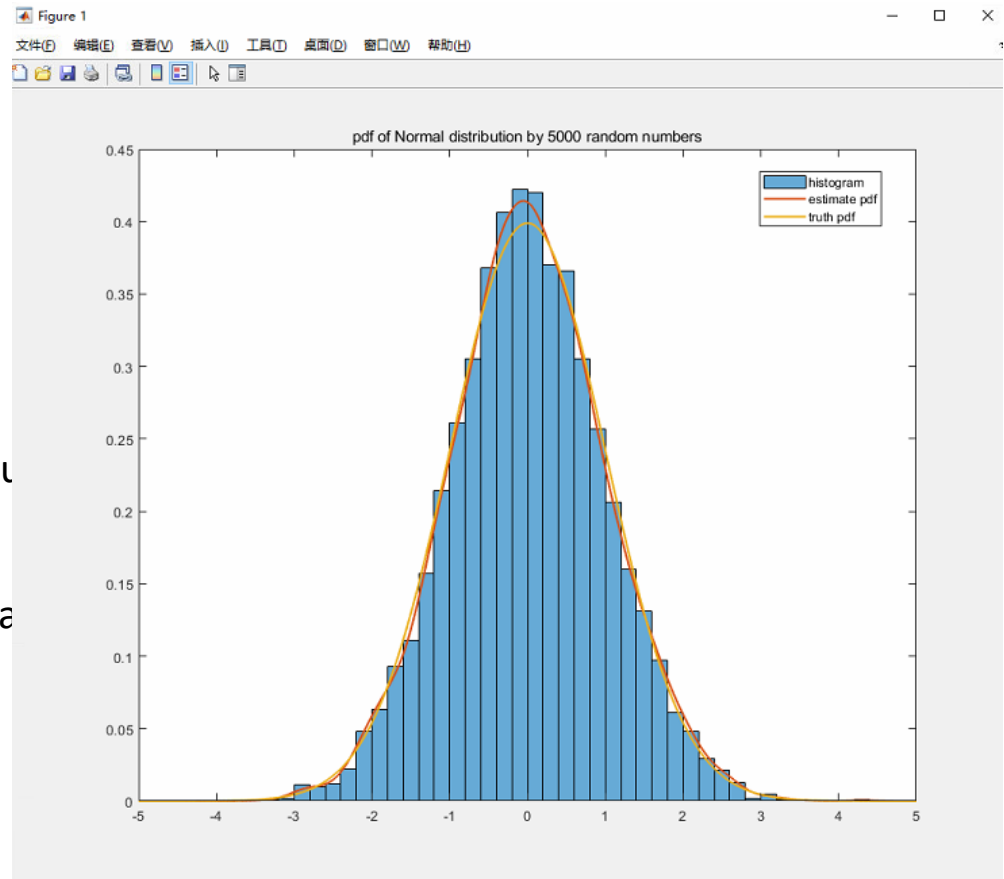 Figure 1
文件(F) 编辑(E) 查看(V) 插入(I) 工具(T) 桌面(D) 窗口(W) 帮助(H)
pdf of Normal distribution by 5000 random numbers
histogram
estimate pdf
truth pdf
0.45
0.4
0.35
0.3
0.25
0.2
0.15
0.1
0.05
0
-5 -4 -3 -2 -1 0 1 2 3 4 5